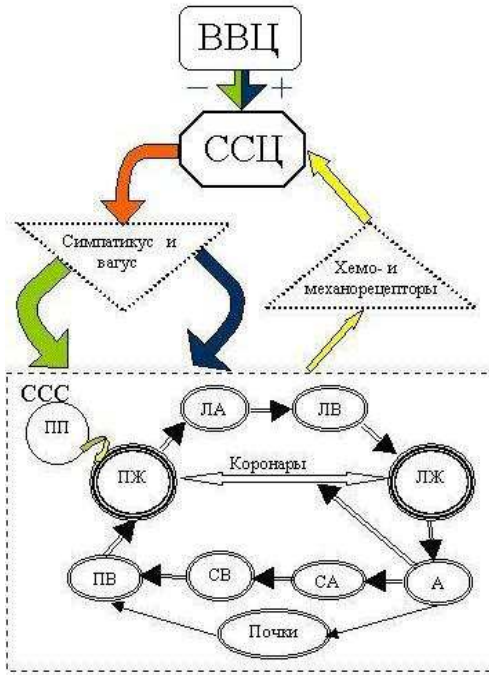 ВВЦ
− +
ССЦ
Симпатикус и
вагус
Хемо- и
механорецепторы
ССС
ПП
ЛА
ЛВ
ПЖ
Коронары
ЛЖ
ПВ
СВ
СА
А
Почки